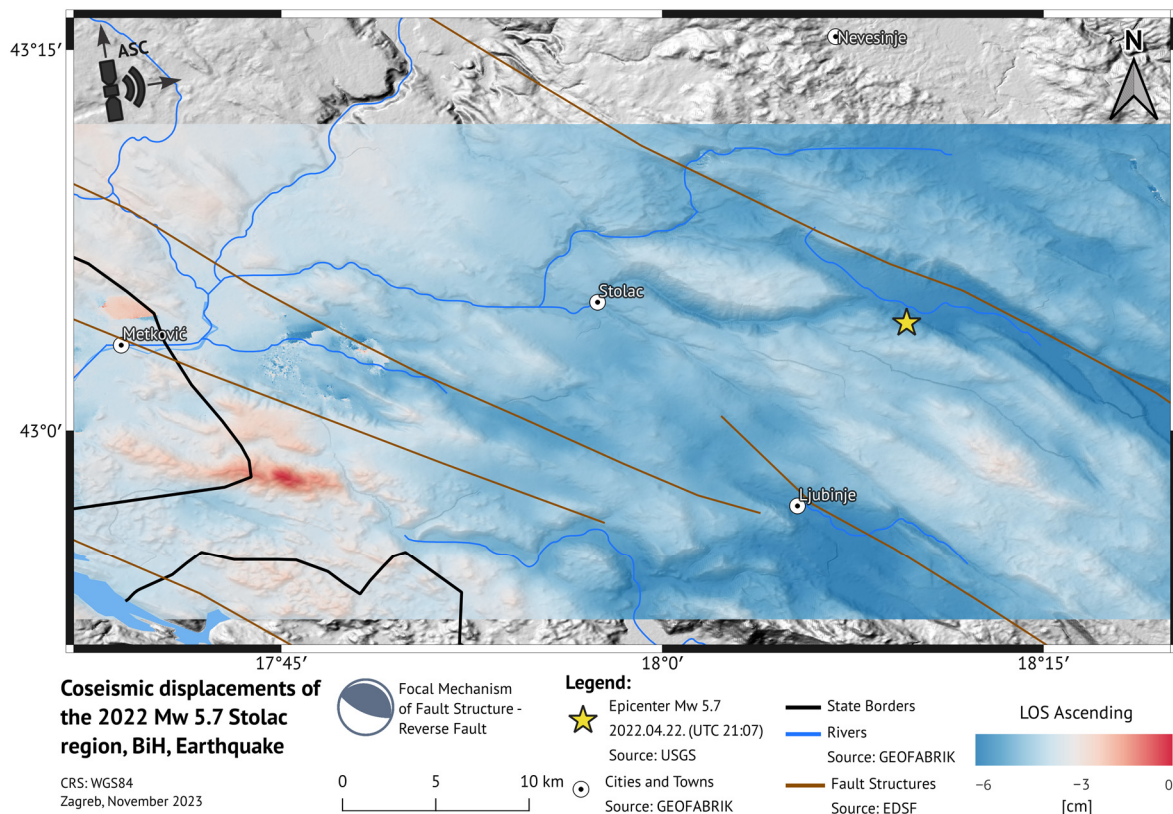 43°15'
ASC
Nevesinje
N
Stolac
Metković
43°0'
Ljubinje
17°45'
18°0'
18°15'
Coseismic displacements of
the 2022 Mw 5.7 Stolac
region, BiH, Earthquake
CRS: WGS84
Zagreb, November 2023
Focal Mechanism
of Fault Structure -
Reverse Fault
0 5 10 km
Legend:
Epicenter Mw 5.7
2022.04.22. (UTC 21:07)
Source: USGS
Cities and Towns
Source: GEOFABRIK
State Borders
Rivers
Source: GEOFABRIK
Fault Structures
Source: EDSF
LOS Ascending
−6 −3 0
[cm]